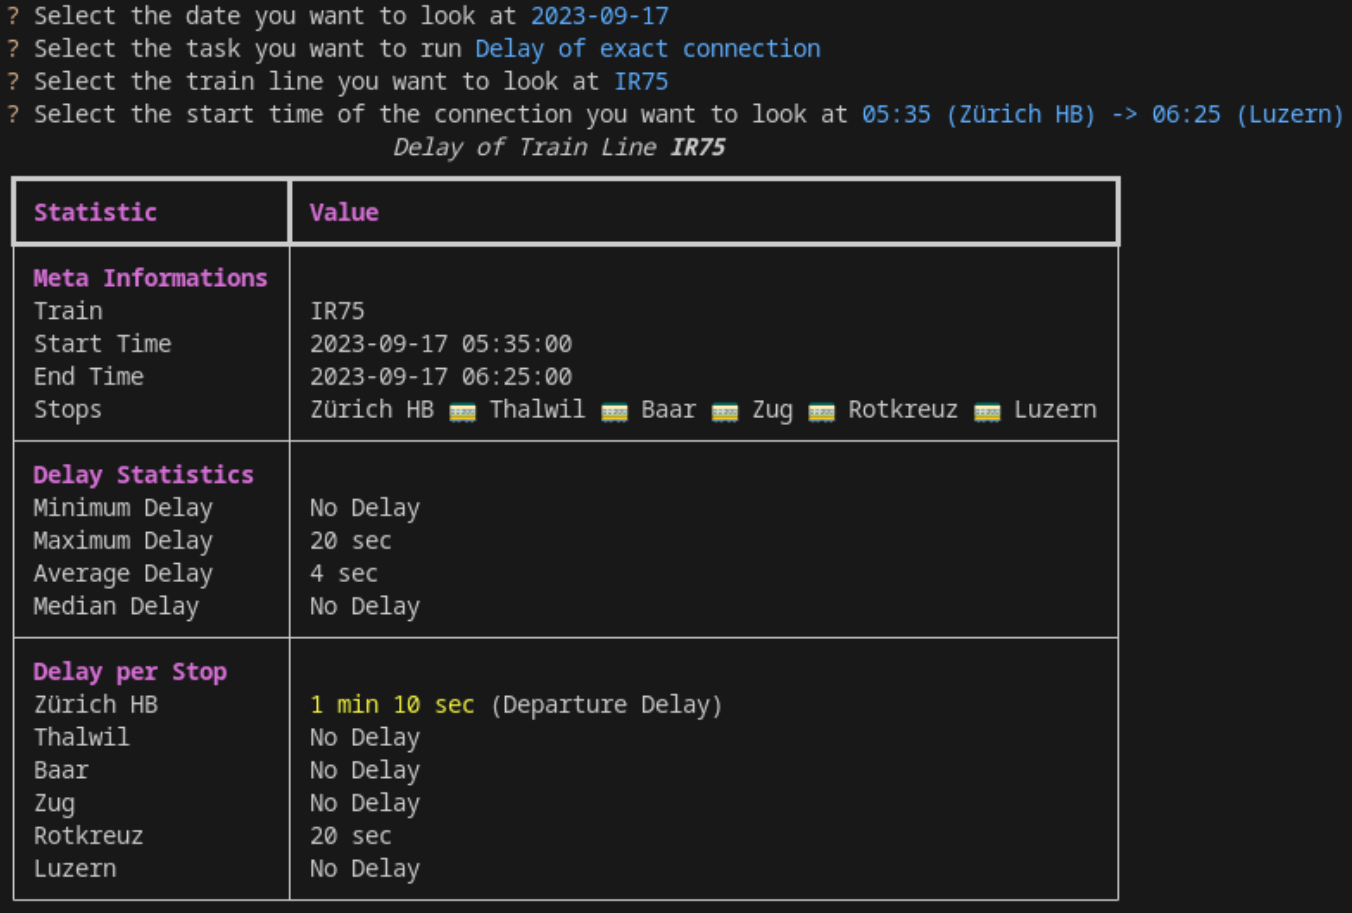 ? Select the date you want to look at 2023-09-17
? Select the task you want to run Delay of exact connection
? Select the train line you want to look at IR75
? Select the start time of the connection you want to look at 05:35 (Zürich HB) -> 06:25 (Luzern)
Delay of Train Line IR75
Statistic Value
Meta Informations
Train IR75
Start Time 2023-09-17 05:35:00
End Time 2023-09-17 06:25:00
Stops Zürich HB 🚃 Thalwil 🚃 Baar 🚃 Zug 🚃 Rotkreuz 🚃 Luzern
Delay Statistics
Minimum Delay No Delay
Maximum Delay 20 sec
Average Delay 4 sec
Median Delay No Delay
Delay per Stop
Zürich HB 1 min 10 sec (Departure Delay)
Thalwil No Delay
Baar No Delay
Zug No Delay
Rotkreuz 20 sec
Luzern No Delay